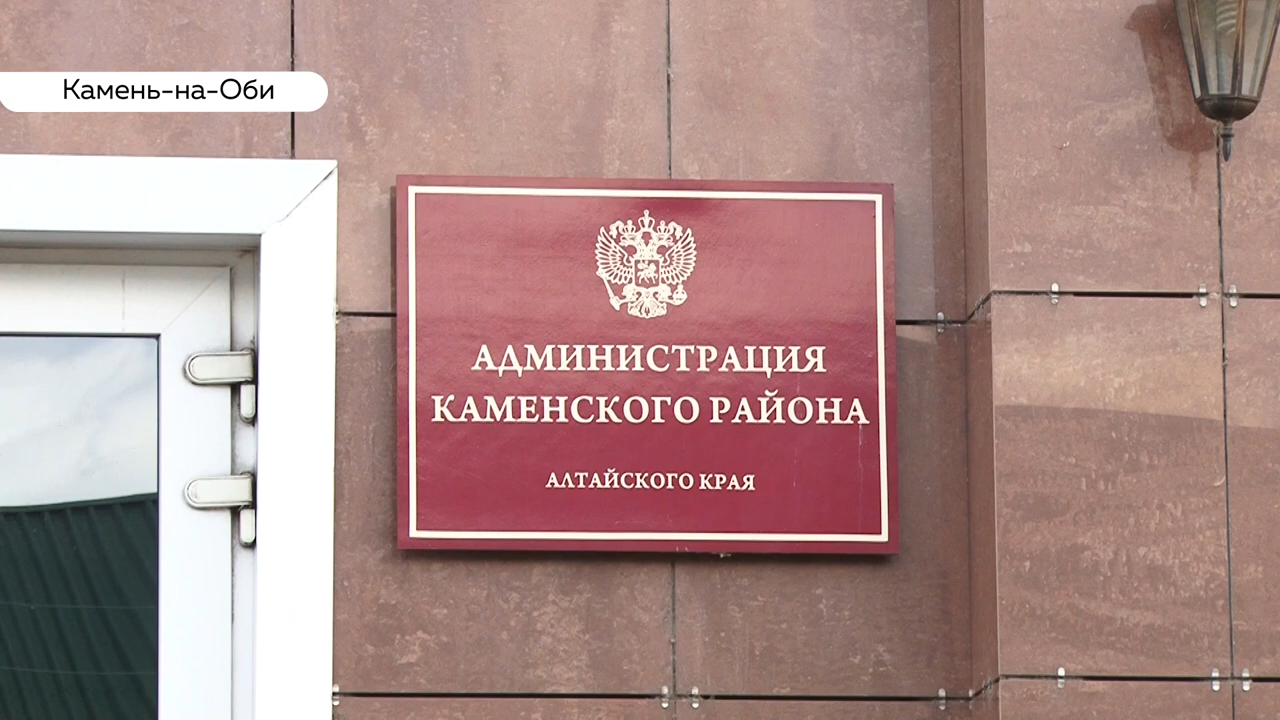 Камень-на-Оби
АДМИНИСТРАЦИЯ
КАМЕНСКОГО РАЙОНА
АЛТАЙСКОГО КРАЯ